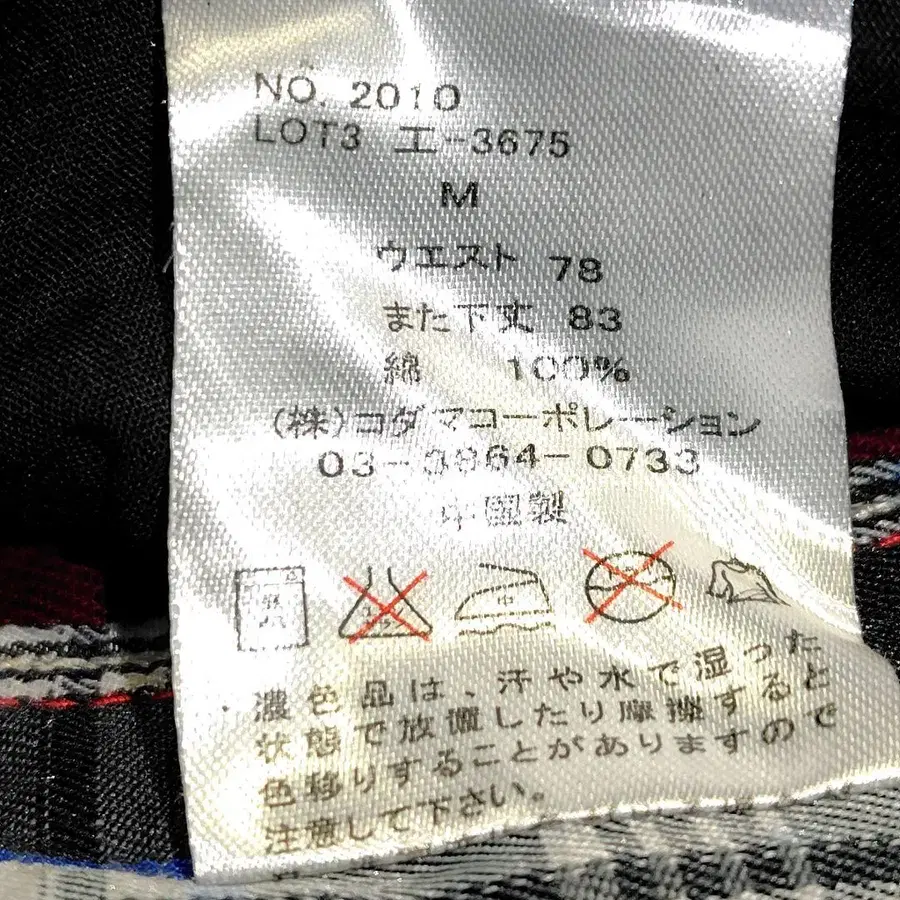 NO. 2010
LOT3 エ-3675
M
ウエスト 78
また下丈 83
綿 100%
(株)コダマコーポレーション
03-3864-0733
中国製
中
・濃色品は、汗や水で湿った
状態で放置したり摩擦すると
色移りすることがありますので
注意して下さい。